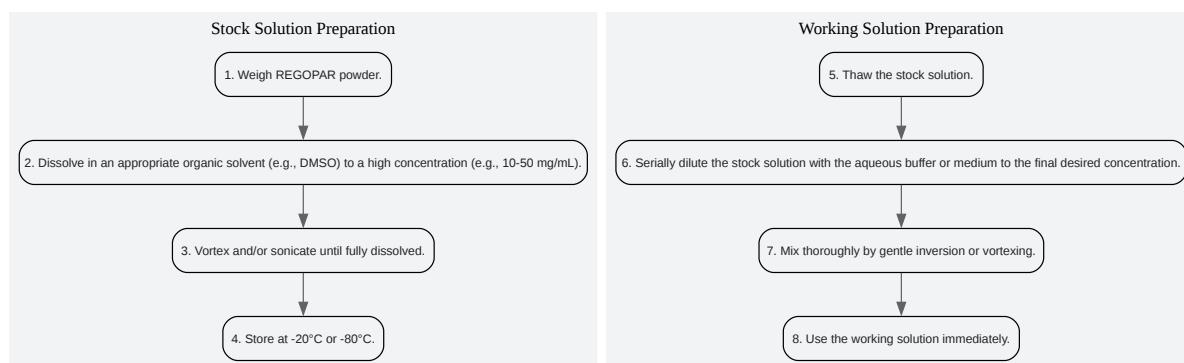 Stock Solution Preparation
1. Weigh REGOPAR powder.
2. Dissolve in an appropriate organic solvent (e.g., DMSO) to a high concentration (e.g., 10-50 mg/mL).
3. Vortex and/or sonicate until fully dissolved.
4. Store at -20°C or -80°C.
Working Solution Preparation
5. Thaw the stock solution.
6. Serially dilute the stock solution with the aqueous buffer or medium to the final desired concentration.
7. Mix thoroughly by gentle inversion or vortexing.
8. Use the working solution immediately.